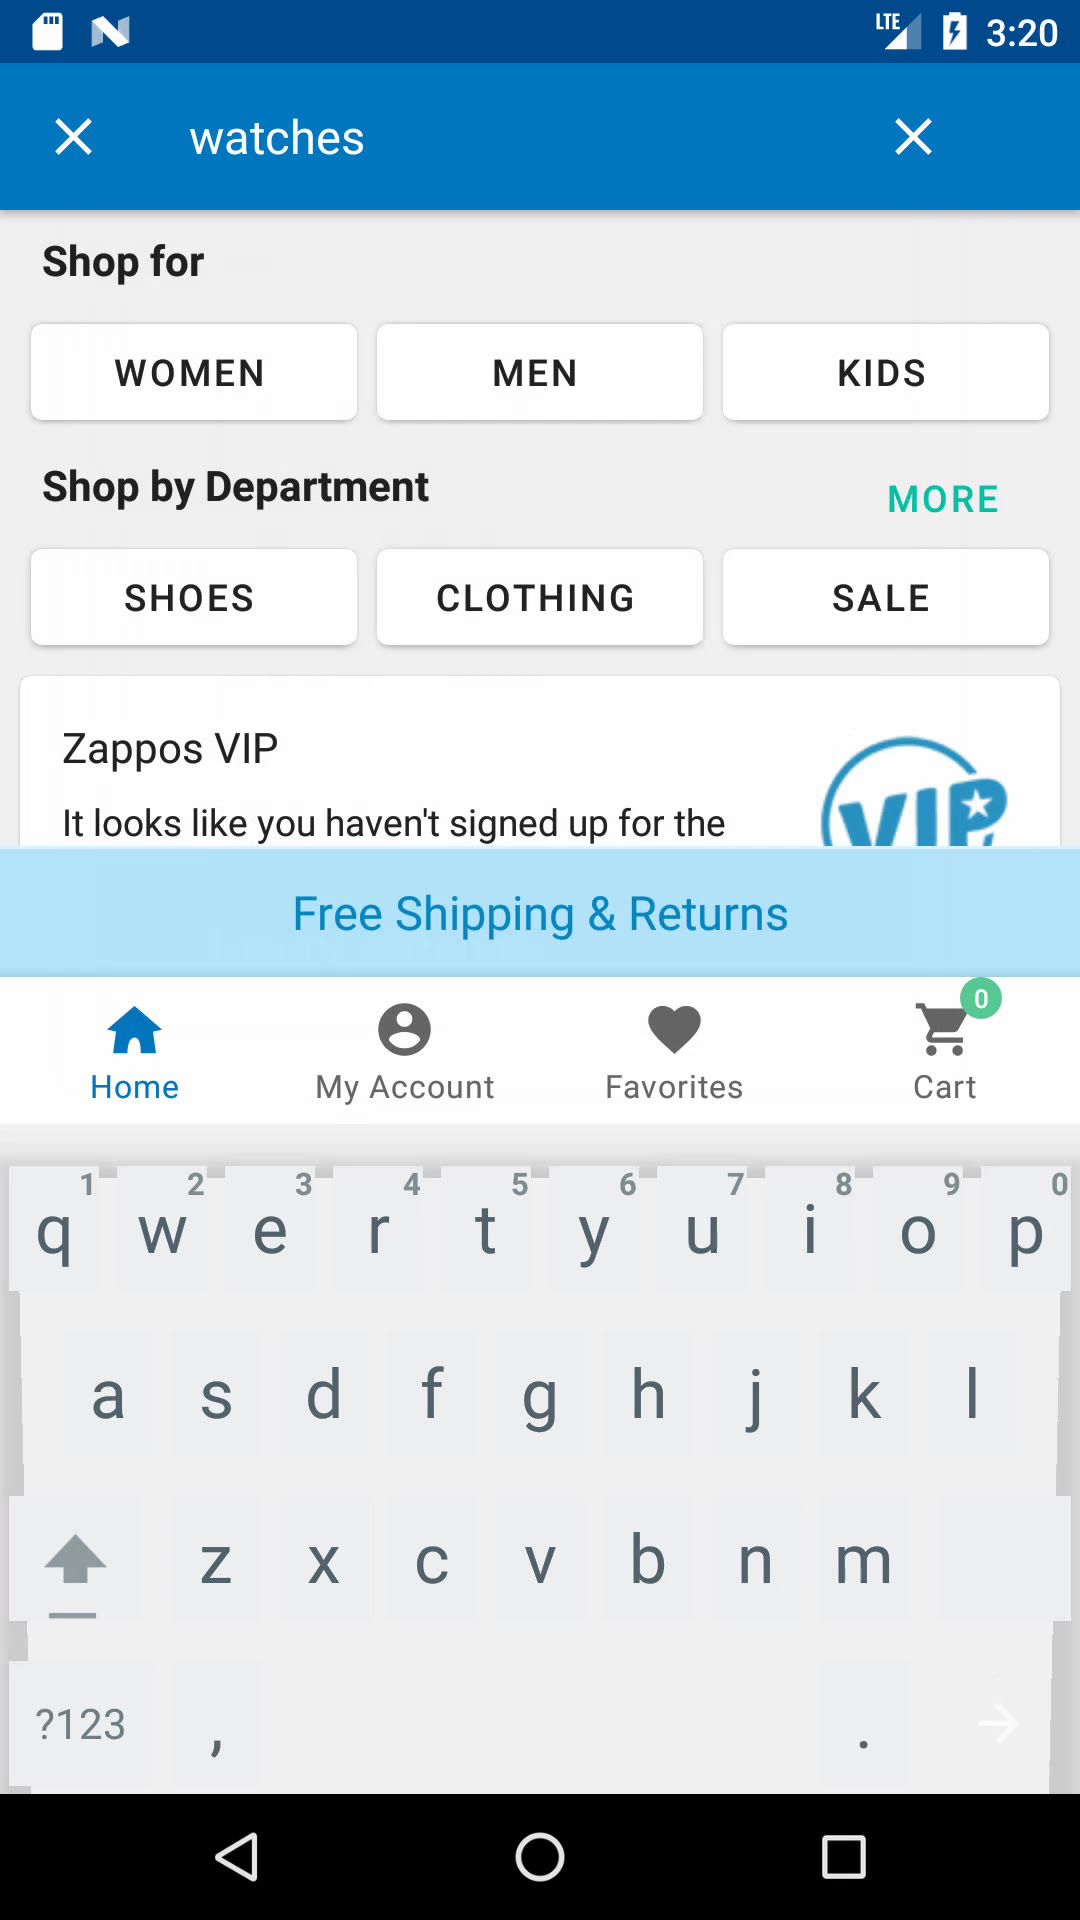 LTE 3:20
watches
Shop for
WOMEN MEN KIDS
Shop by Department MORE
SHOES CLOTHING SALE
Zappos VIP
It looks like you haven't signed up for the
VIP
Free Shipping & Returns
0
Home My Account Favorites Cart
1 2 3 4 5 6 7 8 9 0
q w e r t y u i o p
a s d f g h j k l
z x c v b n m
?123 , .